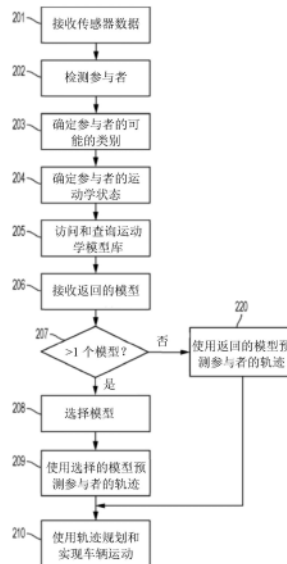 201
接收传感器数据
202
检测参与者
203
确定参与者的可
能的类别
204
确定参与者的运
动学状态
205
访问和查询运动
学模型库
206
接收返回的模型
207
>1 个模型?
否
是
220
使用返回的模型预
测参与者的轨迹
208
选择模型
209
使用选择的模型预
测参与者的轨迹
210
使用轨迹规划和
实现车辆运动